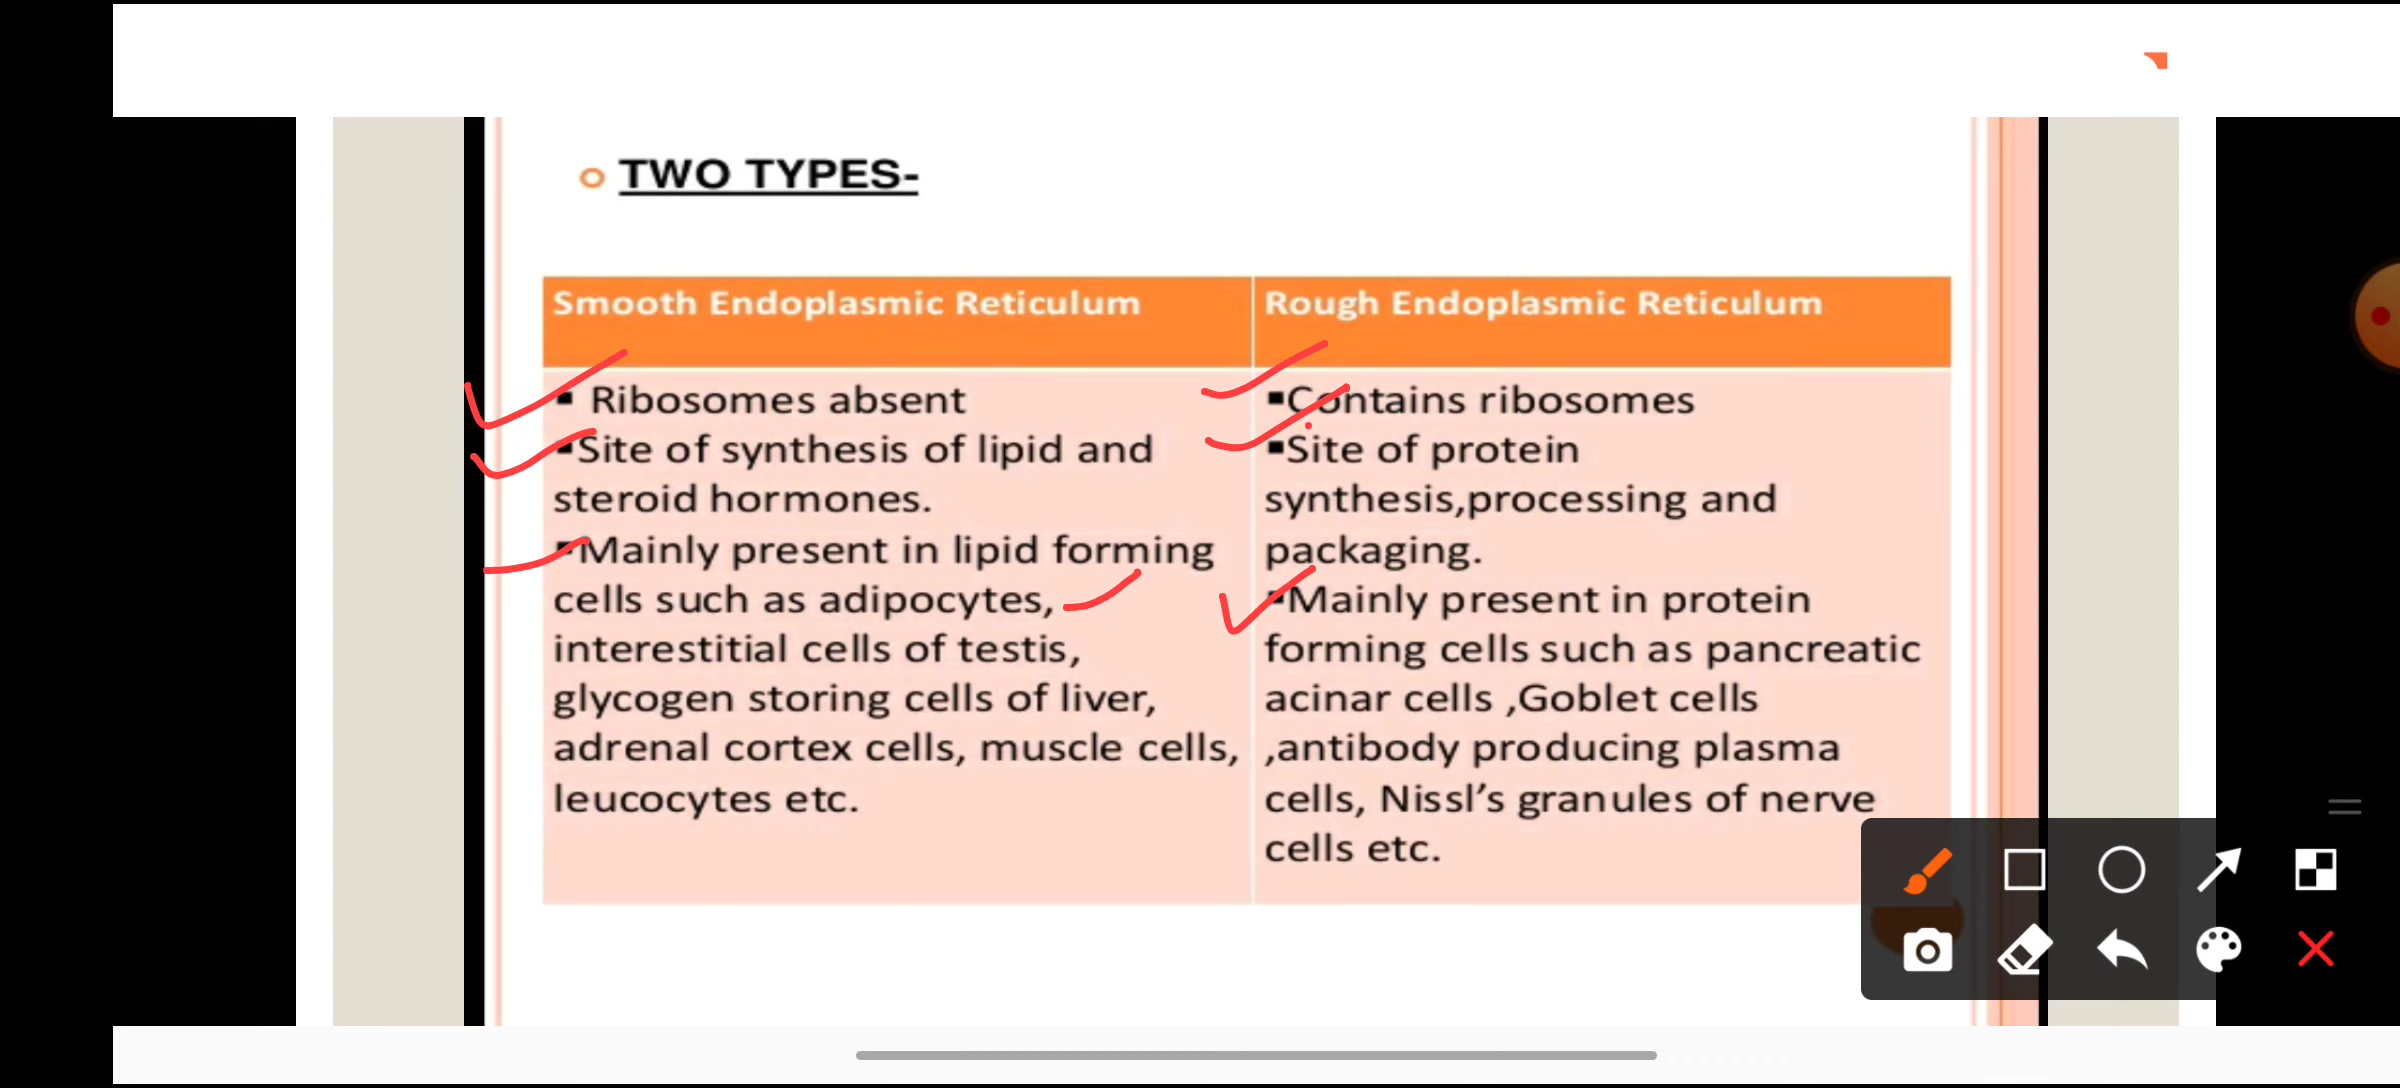 TWO TYPES-
Smooth Endoplasmic Reticulum
Rough Endoplasmic Reticulum
Ribosomes absent
Site of synthesis of lipid and
steroid hormones.
Mainly present in lipid forming
cells such as adipocytes,
interestitial cells of testis,
glycogen storing cells of liver,
adrenal cortex cells, muscle cells,
leucocytes etc.
Contains ribosomes
Site of protein
synthesis,processing and
packaging.
Mainly present in protein
forming cells such as pancreatic
acinar cells ,Goblet cells
,antibody producing plasma
cells, Nissl’s granules of nerve
cells etc.